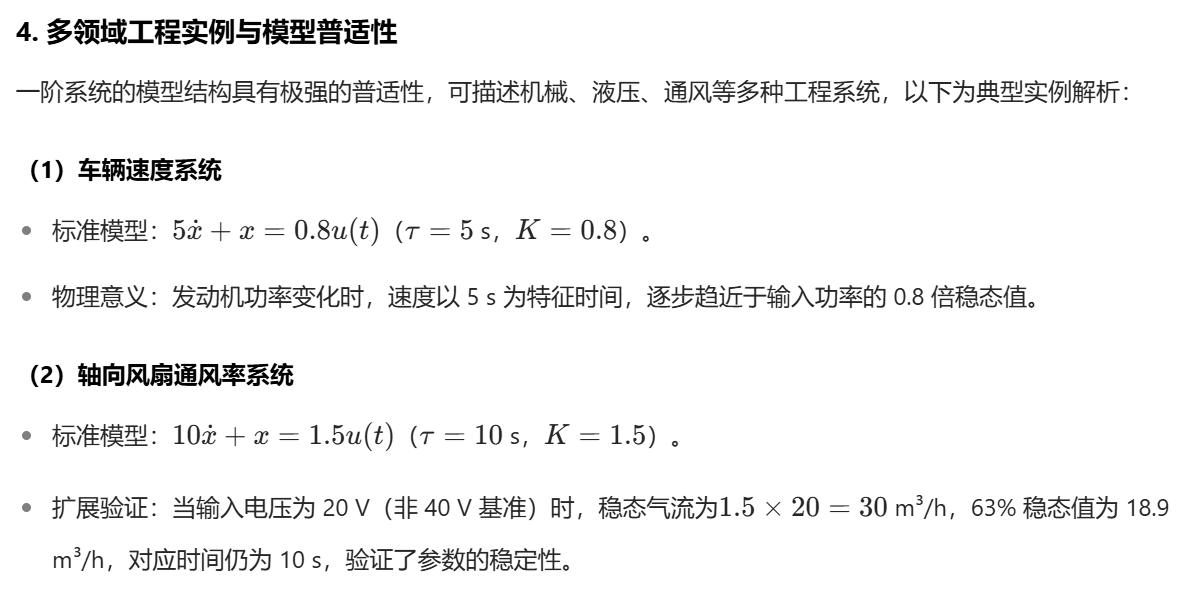 4. 多领域工程实例与模型普适性
一阶系统的模型结构具有极强的普适性，可描述机械、液压、通风等多种工程系统，以下为典型实例解析：
（1）车辆速度系统
• 标准模型：5ẋ + x = 0.8u(t)（τ = 5 s，K = 0.8）。
• 物理意义：发动机功率变化时，速度以 5 s 为特征时间，逐步趋近于输入功率的 0.8 倍稳态值。
（2）轴向风扇通风率系统
• 标准模型：10ẋ + x = 1.5u(t)（τ = 10 s，K = 1.5）。
• 扩展验证：当输入电压为 20 V（非 40 V 基准）时，稳态气流为1.5 × 20 = 30 m³/h，63% 稳态值为 18.9
m³/h，对应时间仍为 10 s，验证了参数的稳定性。